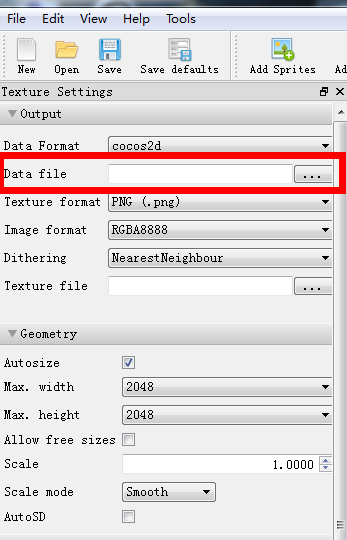 File Edit View Help Tools
New Open Save Save defaults Add Sprites
Texture Settings
Output
Data Format cocos2d
Data file ...
Texture format PNG (.png)
Image format RGBA8888
Dithering NearestNeighbour
Texture file ...
Geometry
Autosize
Max. width 2048
Max. height 2048
Allow free sizes
Scale 1.0000
Scale mode Smooth
AutoSD